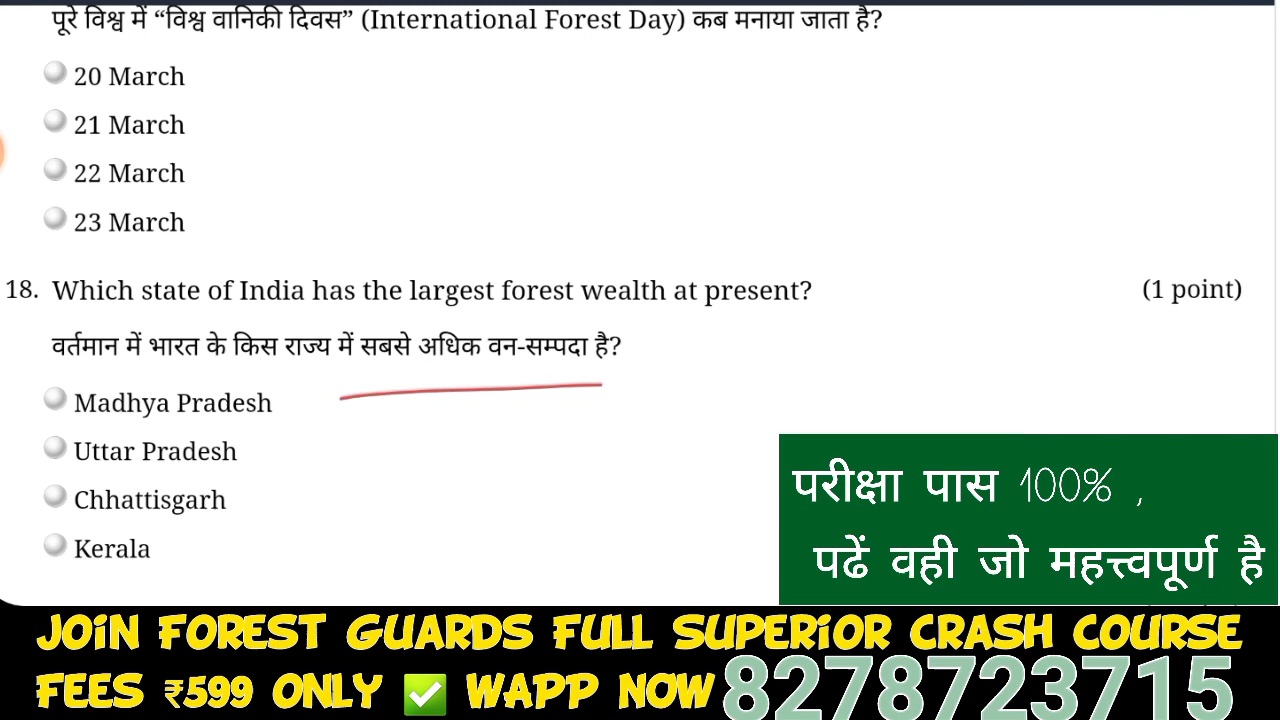 पूरे विश्व में “विश्व वानिकी दिवस” (International Forest Day) कब मनाया जाता है?
20 March
21 March
22 March
23 March
18. Which state of India has the largest forest wealth at present? (1 point)
वर्तमान में भारत के किस राज्य में सबसे अधिक वन-सम्पदा है?
Madhya Pradesh
Uttar Pradesh
Chhattisgarh
Kerala
परीक्षा पास 100% ,
पढें वही जो महत्त्वपूर्ण है
JOIN FOREST GUARDS FULL SUPERIOR CRASH COURSE
FEES ₹599 ONLY ✅ WAPP NOW 8278723715